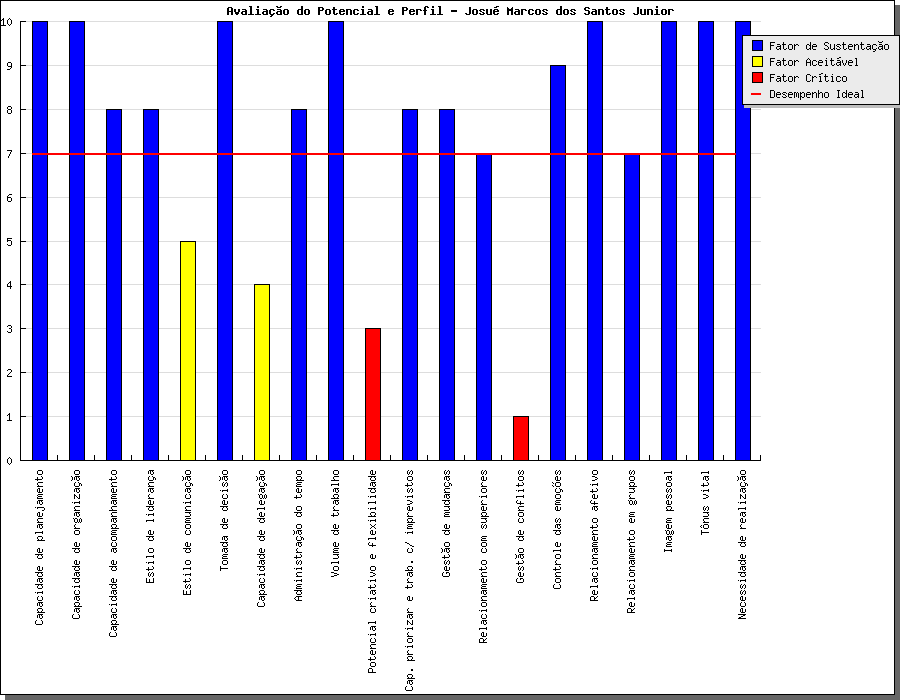 Avaliação do Potencial e Perfil - Josué Marcos dos Santos Junior
10
9
8
7
6
5
4
3
2
1
0
Fator de Sustentação
Fator Aceitável
Fator Crítico
Desempenho Ideal
Capacidade de planejamento
Capacidade de organização
Capacidade de acompanhamento
Estilo de liderança
Estilo de comunicação
Tomada de decisão
Capacidade de delegação
Administração do tempo
Volume de trabalho
Potencial criativo e flexibilidade
Cap. priorizar e trab. c/ imprevistos
Gestão de mudanças
Relacionamento com superiores
Gestão de conflitos
Controle das emoções
Relacionamento afetivo
Relacionamento em grupos
Imagem pessoal
Tônus vital
Necessidade de realização